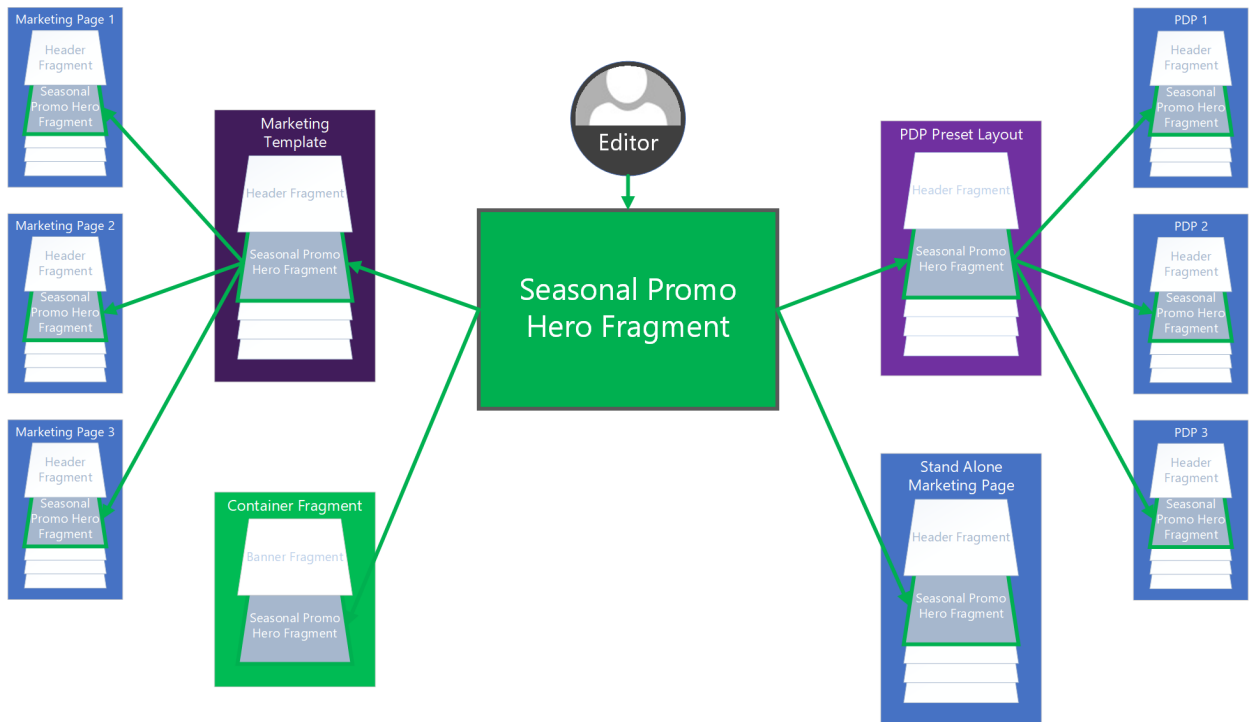 Marketing Page 1
Header
Fragment
Seasonal
Promo Hero
Fragment
Marketing Page 2
Header
Fragment
Seasonal
Promo Hero
Fragment
Marketing Page 3
Header
Fragment
Seasonal
Promo Hero
Fragment
Marketing
Template
Header Fragment
Seasonal Promo
Hero Fragment
Container Fragment
Banner Fragment
Seasonal Promo
Hero Fragment
Editor
Seasonal Promo
Hero Fragment
PDP Preset Layout
Header Fragment
Seasonal Promo
Hero Fragment
Stand Alone
Marketing Page
Header Fragment
Seasonal Promo
Hero Fragment
PDP 1
Header
Fragment
Seasonal
Promo Hero
Fragment
PDP 2
Header
Fragment
Seasonal
Promo Hero
Fragment
PDP 3
Header
Fragment
Seasonal
Promo Hero
Fragment